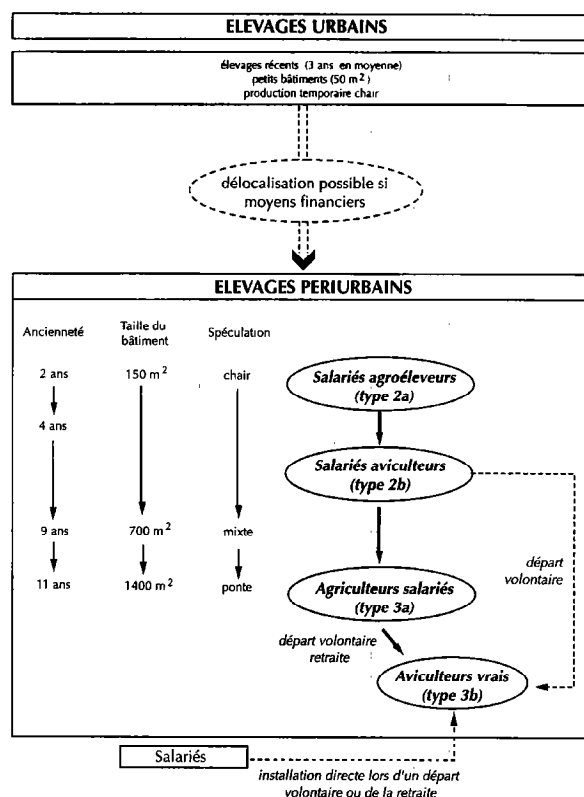 ELEVAGES URBAINS
élevages récents (3 ans en moyenne)
petits bâtiments (50 m²)
production temporaire chair
délocalisation possible si
moyens financiers
ELEVAGES PERIURBAINS
Ancienneté
Taille du
bâtiment
Spéculation
2 ans
150 m²
chair
Salariés agroéleveurs
(type 2a)
4 ans
Salariés aviculteurs
(type 2b)
9 ans
700 m²
mixte
départ
volontaire
11 ans
1400 m²
ponte
Agriculteurs salariés
(type 3a)
départ volontaire
retraite
Aviculteurs vrais
(type 3b)
Salariés
installation directe lors d'un départ
volontaire ou de la retraite